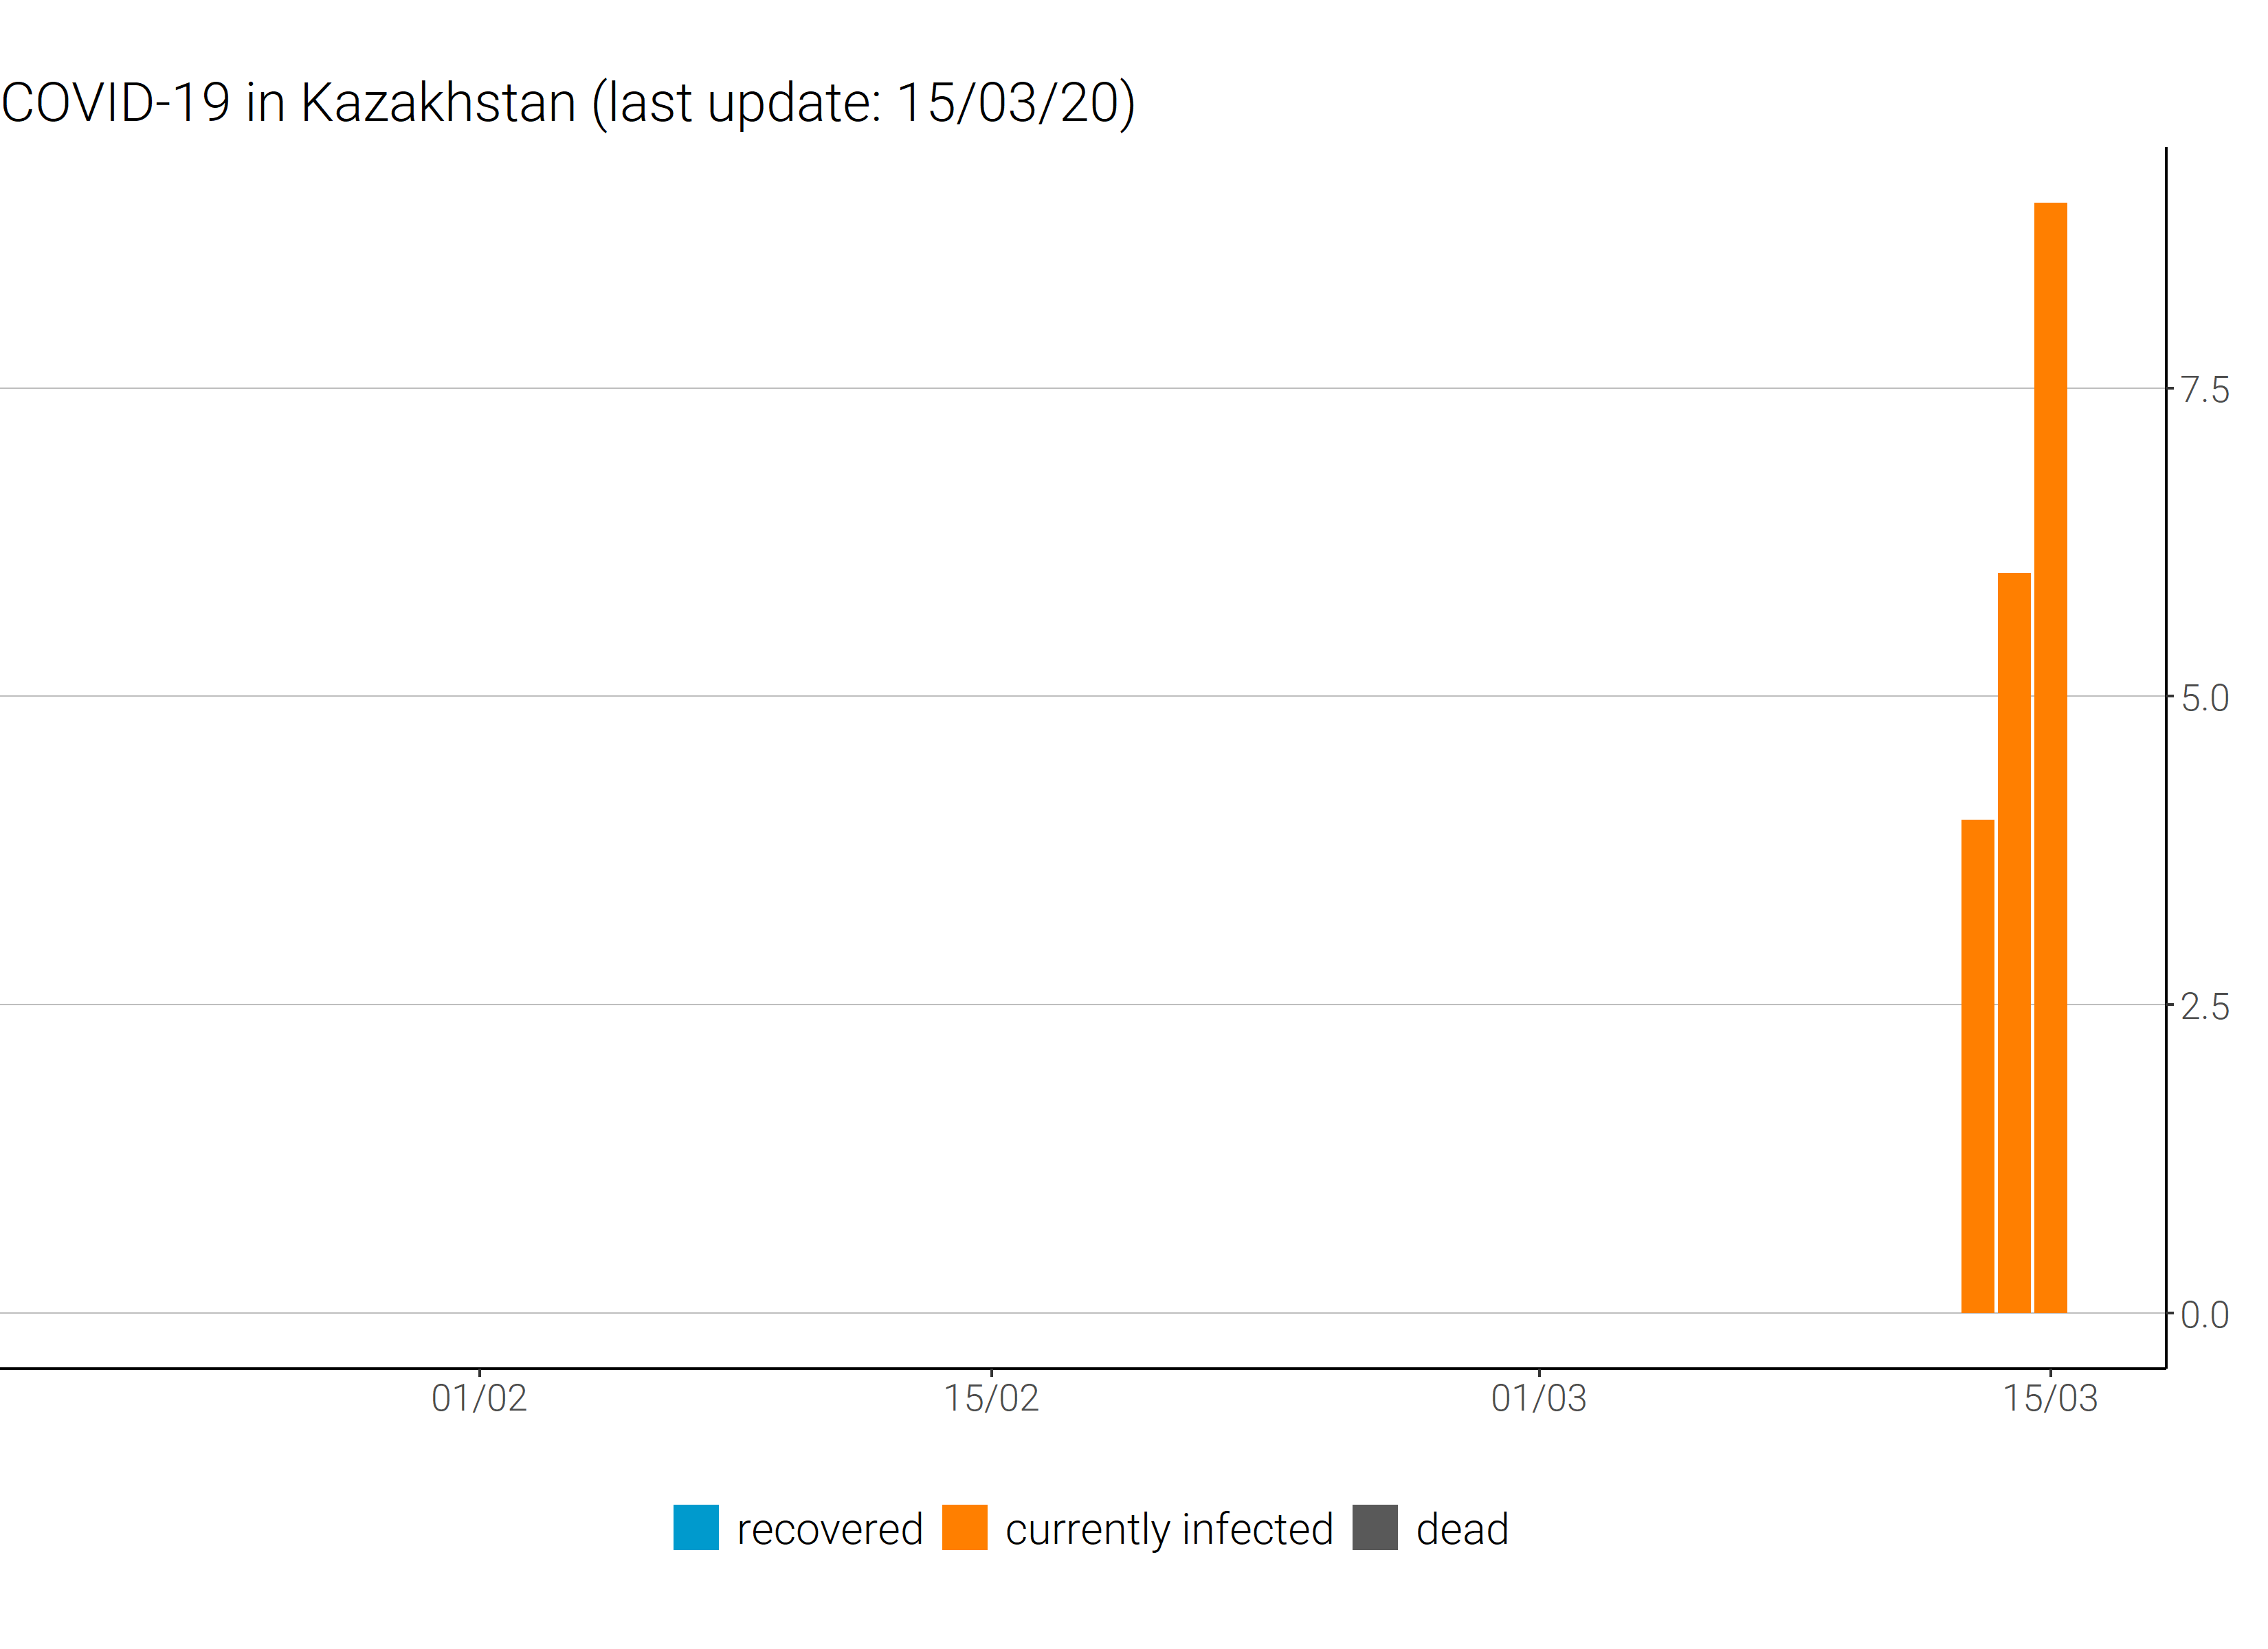 COVID-19 in Kazakhstan (last update: 15/03/20)
7.5
5.0
2.5
0.0
01/02 15/02 01/03 15/03
recovered currently infected dead